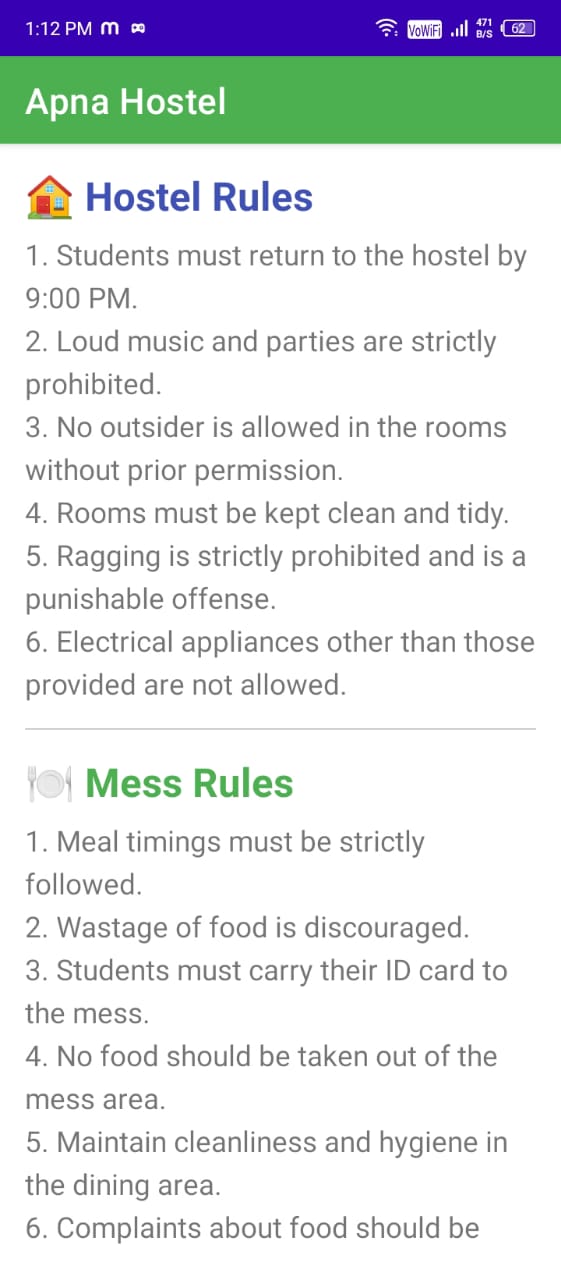 1:12 PM m
VoWiFi 471 B/S 62
Apna Hostel
Hostel Rules
1. Students must return to the hostel by
9:00 PM.
2. Loud music and parties are strictly
prohibited.
3. No outsider is allowed in the rooms
without prior permission.
4. Rooms must be kept clean and tidy.
5. Ragging is strictly prohibited and is a
punishable offense.
6. Electrical appliances other than those
provided are not allowed.
Mess Rules
1. Meal timings must be strictly
followed.
2. Wastage of food is discouraged.
3. Students must carry their ID card to
the mess.
4. No food should be taken out of the
mess area.
5. Maintain cleanliness and hygiene in
the dining area.
6. Complaints about food should be